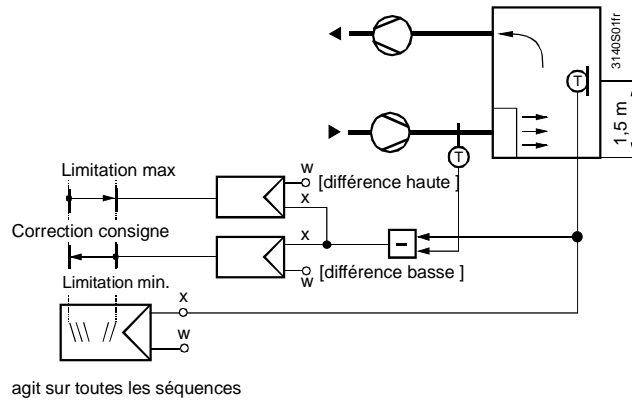 3140S01fr
T
1,5 m
T
Limitation max
w
[différence haute ]
x
Correction consigne
x
–
w
[différence basse ]
Limitation min.
x
w
agit sur toutes les séquences